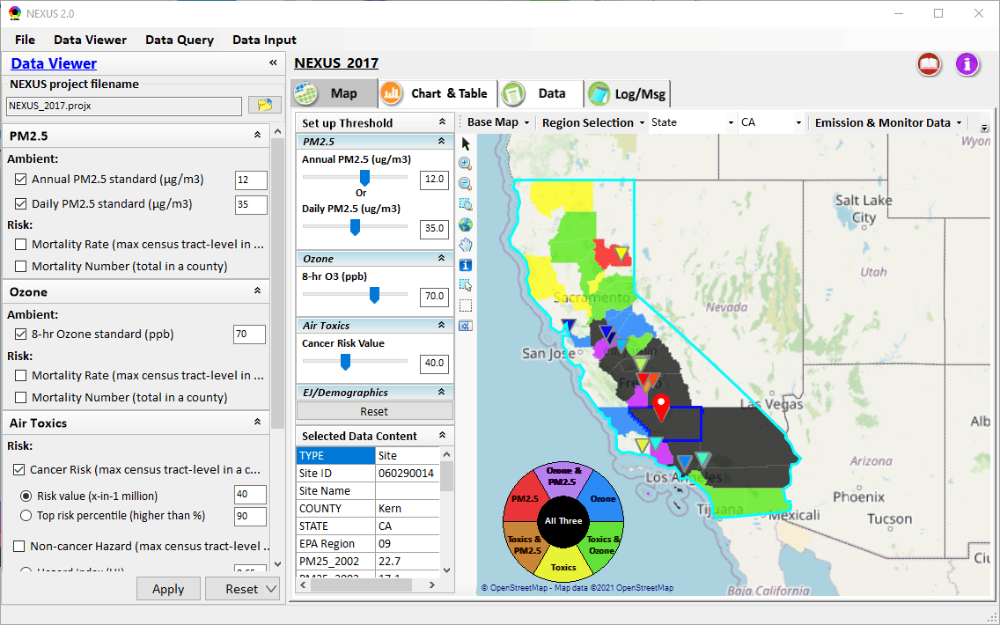 NEXUS 2.0
File Data Viewer Data Query Data Input
Data Viewer «
NEXUS project filename
NEXUS_2017.projx
PM2.5
Ambient:
Annual PM2.5 standard (µg/m3) 12
Daily PM2.5 standard (µg/m3) 35
Risk:
Mortality Rate (max census tract-level in ...
Mortality Number (total in a county)
Ozone
Ambient:
8-hr Ozone standard (ppb) 70
Risk:
Mortality Rate (max census tract-level in ...
Mortality Number (total in a county)
Air Toxics
Risk:
Cancer Risk (max census tract-level in a c...
Risk value (x-in-1 million) 40
Top risk percentile (higher than %) 90
Non-cancer Hazard (max census tract-level ...
Hazard Index (HI)
Apply Reset
NEXUS_2017
Map Chart & Table Data Log/Msg
Set up Threshold
PM2.5
Annual PM2.5 (ug/m3)
12.0
Or
Daily PM2.5 (ug/m3)
35.0
Ozone
8-hr O3 (ppb)
70.0
Air Toxics
Cancer Risk Value
40.0
EJ/Demographics
Reset
Selected Data Content
TYPE Site
Site ID 060290014
Site Name
COUNTY Kern
STATE CA
EPA Region 09
PM25_2002 22.7
PM25_2003 17.1
Base Map Region Selection State CA Emission & Monitor Data
Wyon
Salt Lake
City
Utah
Nevada
Sacramento
San Jose
Fresno
Las Vegas
Alb
Arizona
Los Angeles
Phoenix
Tijuana
Mexicali
Tucson
Ciu
Baja California
Ozone &
PM2.5
PM2.5
Ozone
All Three
Toxics &
PM2.5
Toxics &
Ozone
Toxics
© OpenStreetMap - Map data ©2021 OpenStreetMap